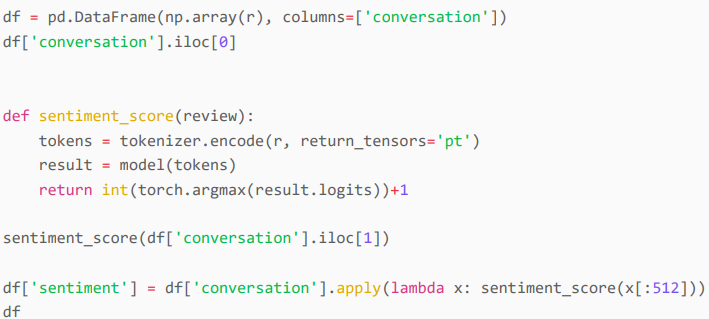 df = pd.DataFrame(np.array(r), columns=['conversation'])
df['conversation'].iloc[0]
def sentiment_score(review):
    tokens = tokenizer.encode(r, return_tensors='pt')
    result = model(tokens)
    return int(torch.argmax(result.logits))+1
sentiment_score(df['conversation'].iloc[1])
df['sentiment'] = df['conversation'].apply(lambda x: sentiment_score(x[:512]))
df